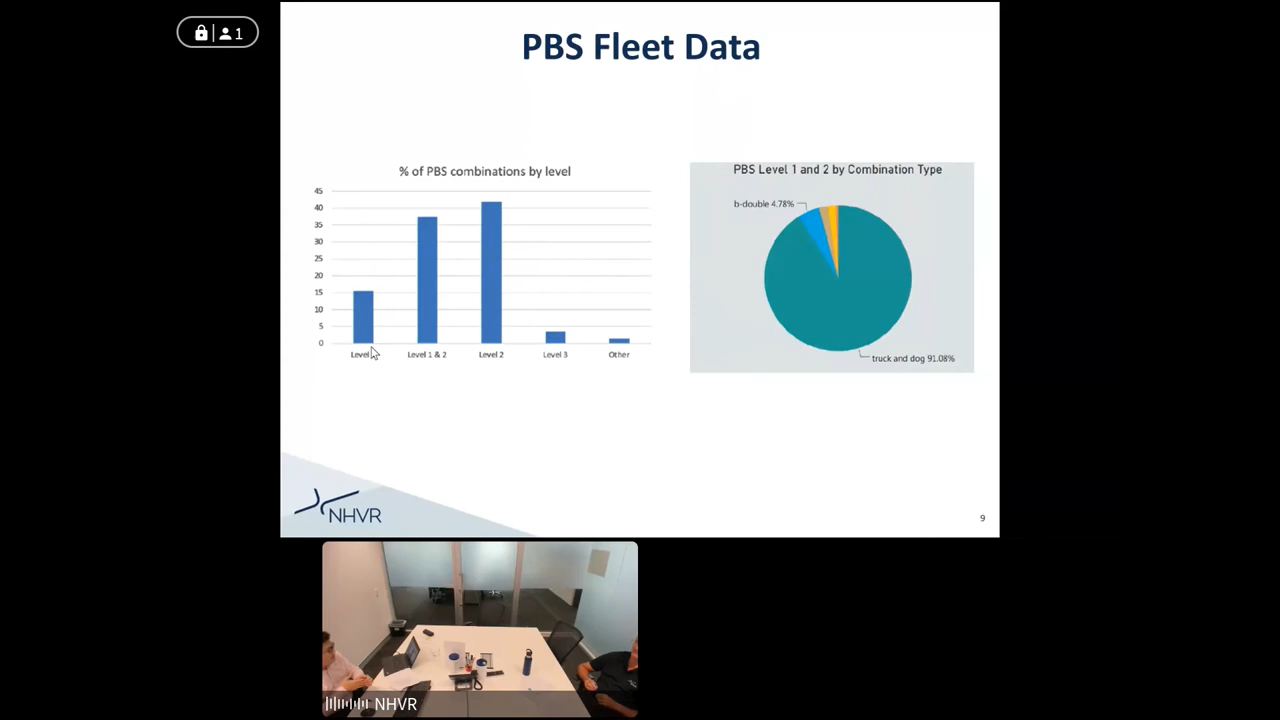 1
PBS Fleet Data
% of PBS combinations by level
45
40
35
30
25
20
15
10
5
0
Level
Level 1 & 2
Level 2
Level 3
Other
PBS Level 1 and 2 by Combination Type
b-double 4.78%
truck and dog 91.08%
NHVR
9
NHVR